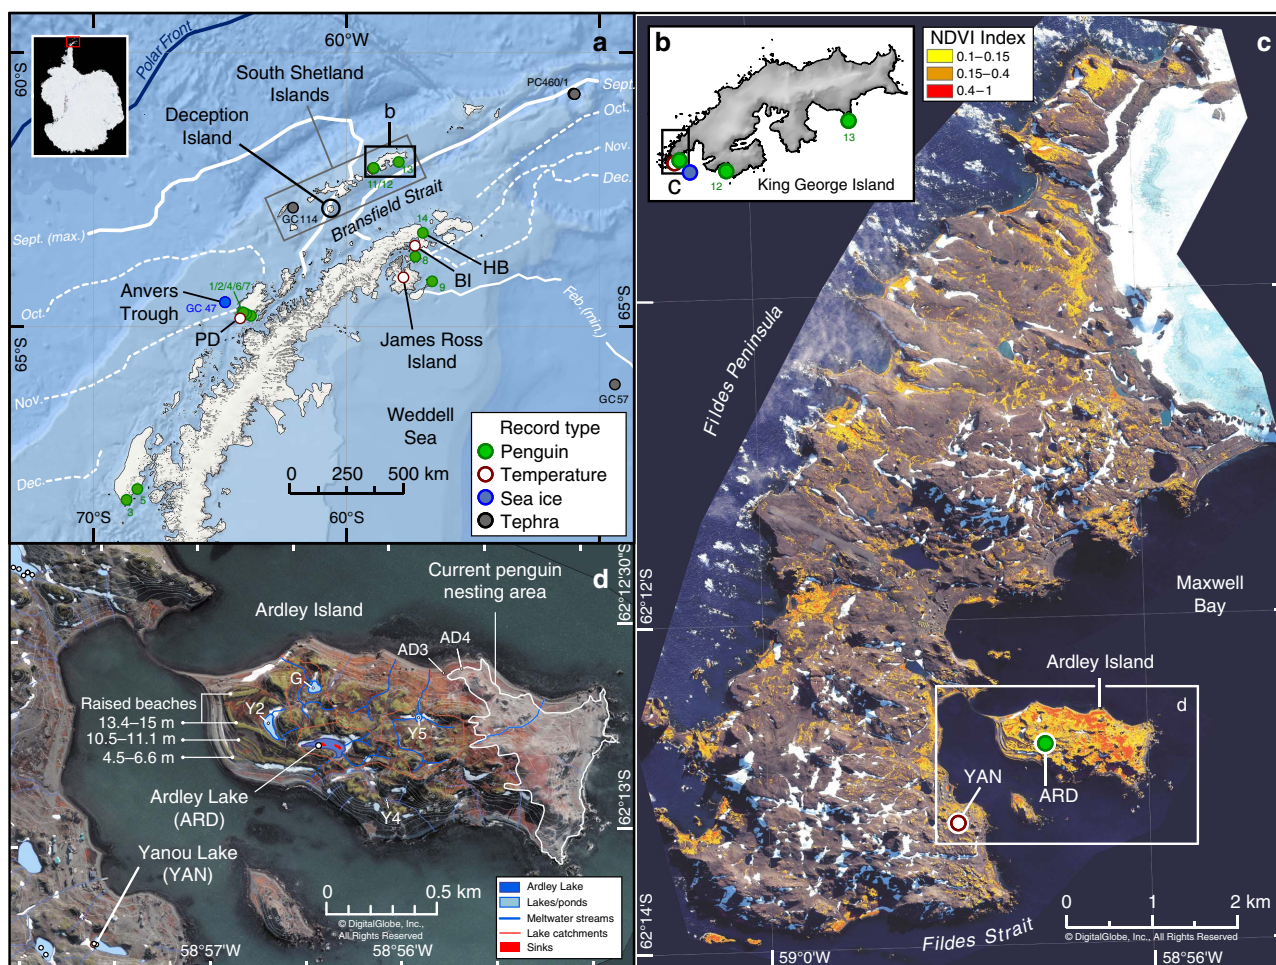 a
60°W
60°S
Polar Front
South Shetland
Islands
Deception
Island
b
PC460/1
Sept.
Oct.
Nov.
Dec.
11/12
13
GC114
Bransfield Strait
Sept. (max.)
14
HB
8
BI
9
1/2/4/6/7
Anvers
Trough
GC 47
Oct.
PD
65°S
65°S
James Ross
Island
Feb.(min.)
GC57
Nov.
Weddell
Sea
Dec.
5
3
70°S
60°S
0 250 500 km
Record type
Penguin
Temperature
Sea ice
Tephra
b
13
12
C
King George Island
NDVI Index
0.1–0.15
0.15–0.4
0.4–1
c
Fildes Peninsula
Maxwell
Bay
Ardley Island
d
YAN
ARD
Fildes Strait
0 1 2 km
© DigitalGlobe, Inc., All Rights Reserved
62°12'S
62°14'S
59°0'W
58°56'W
d
Current penguin
nesting area
Ardley Island
AD4
AD3
G
Y2
Y5
Y4
Raised beaches
13.4–15 m
10.5–11.1 m
4.5–6.6 m
Ardley Lake
(ARD)
Yanou Lake
(YAN)
0 0.5 km
© DigitalGlobe, Inc.,
All Rights Reserved
Ardley Lake
Lakes/ponds
Meltwater streams
Lake catchments
Sinks
62°12'30"S
62°13'S
58°57'W
58°56'W